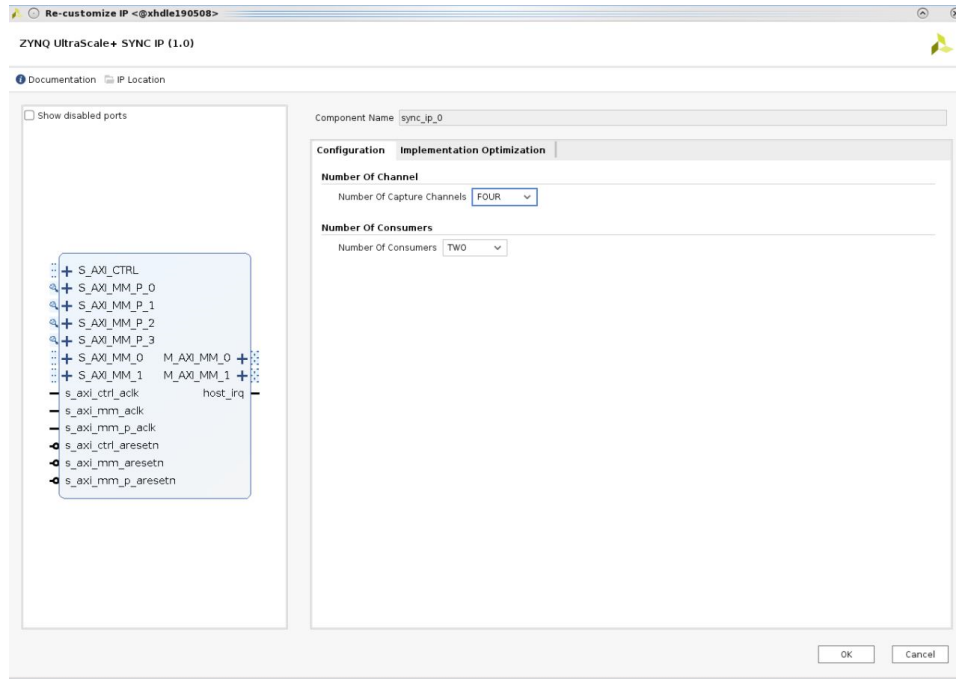 Re-customize IP <@xhdle190508>
ZYNQ UltraScale+ SYNC IP (1.0)
Documentation IP Location
Show disabled ports
S_AXI_CTRL
S_AXI_MM_P_0
S_AXI_MM_P_1
S_AXI_MM_P_2
S_AXI_MM_P_3
S_AXI_MM_0 M_AXI_MM_0
S_AXI_MM_1 M_AXI_MM_1
s_axi_ctrl_aclk host_irq
s_axi_mm_aclk
s_axi_mm_p_aclk
s_axi_ctrl_aresetn
s_axi_mm_aresetn
s_axi_mm_p_aresetn
Component Name sync_ip_0
Configuration Implementation Optimization
Number Of Channel
Number Of Capture Channels FOUR
Number Of Consumers
Number Of Consumers TWO
OK Cancel